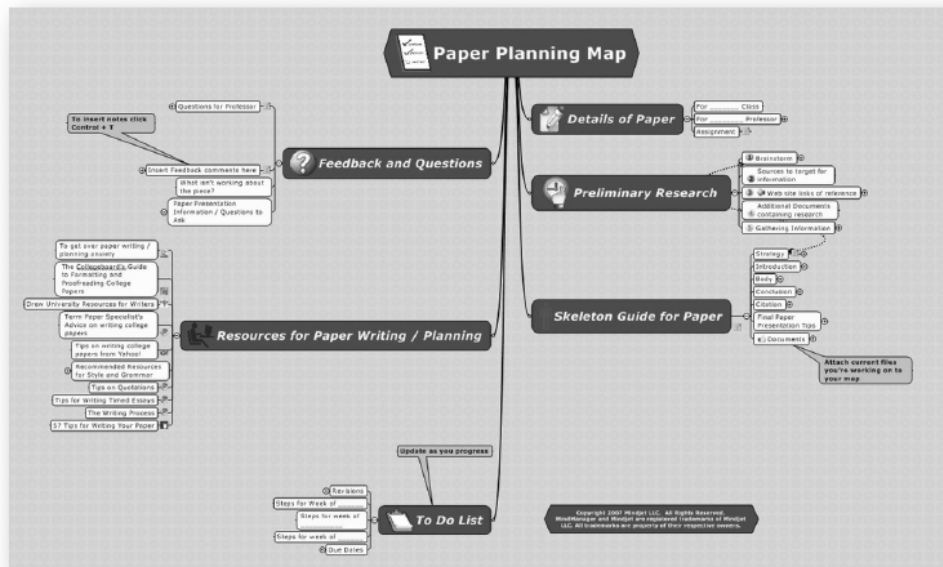 Paper Planning Map
Questions for Professor
To insert notes click
Control + T
Insert Feedback comments here
What isn't working about
the piece?
Paper Presentation
Information / Questions to
Ask
Feedback and Questions
Details of Paper
For _______ Class
For _______ Professor
Assignment
Preliminary Research
Brainstorm
Sources to target for
information
Web site links of reference
Additional Documents
containing research
Gathering Information
To get over paper writing /
planning anxiety
The Collegeboard's Guide
to Formatting and
Proofreading College
Papers
Drew University Resources for Writers
Term Paper Specialist's
Advice on writing college
papers
Tips on writing college
papers from Yahoo!
Recommended Resources
for Style and Grammar
Tips on Quotations
Tips for Writing Timed Essays
The Writing Process
57 Tips for Writing Your Paper
Resources for Paper Writing / Planning
Skeleton Guide for Paper
Strategy
Introduction
Body
Conclusion
Citation
Final Paper
Presentation Tips
Documents
Attach current files
you're working on to
your map
Update as you progress
Revisions
Steps for Week of ______
Steps for week of
__________
Steps for week of ______
Due Dates
To Do List
Copyright 2007 Mindjet LLC. All Rights Reserved.
MindManager and Mindjet are registered trademarks of Mindjet
LLC. All trademarks are property of their respective owners.